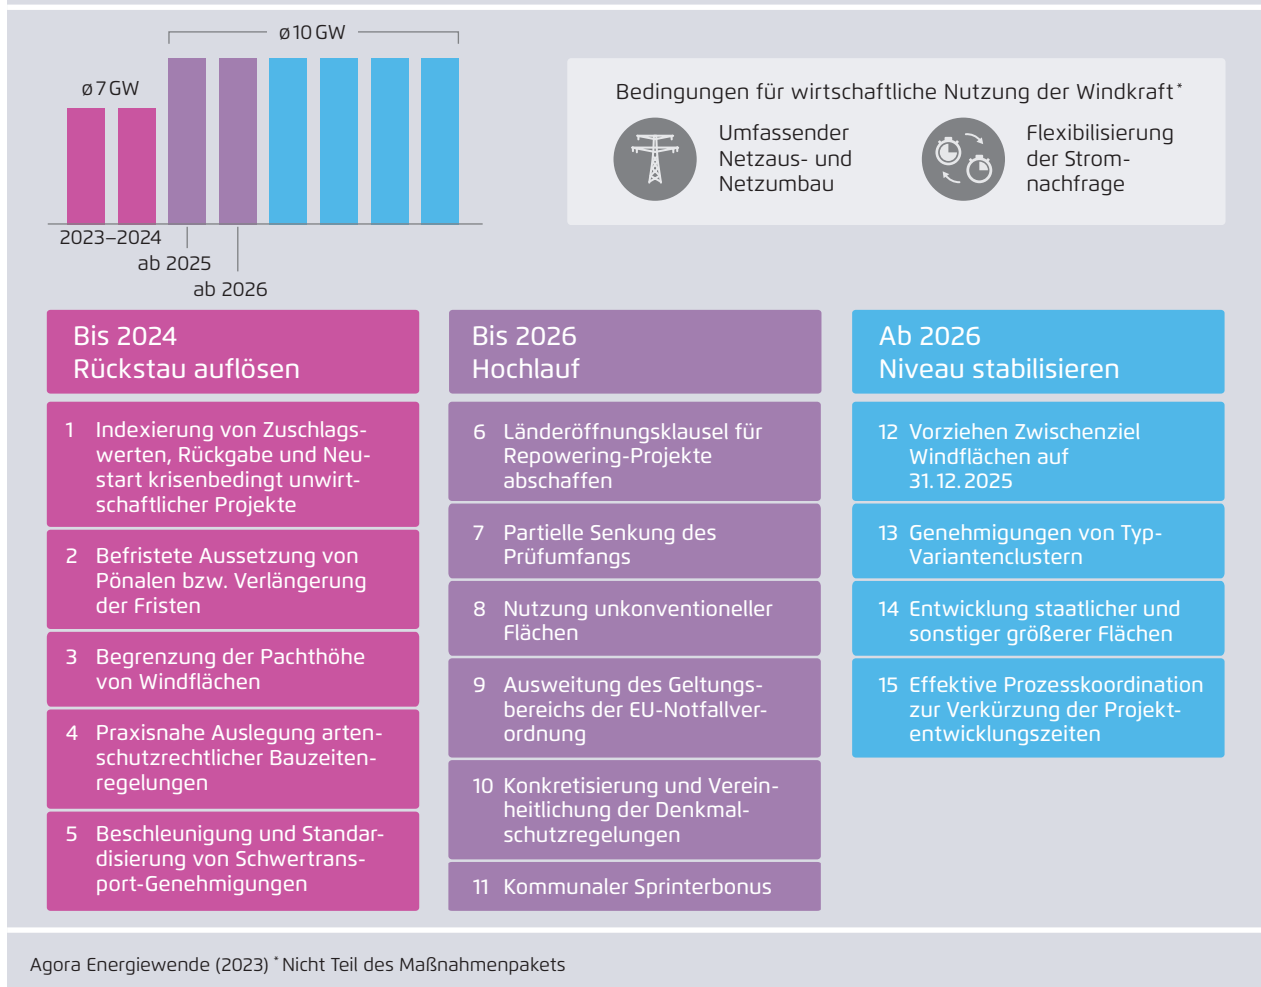 ø 10 GW
ø 7 GW
2023–2024
ab 2025
ab 2026
Bedingungen für wirtschaftliche Nutzung der Windkraft*
Umfassender
Netzaus- und
Netzumbau
Flexibilisierung
der Strom-
nachfrage
Bis 2024
Rückstau auflösen
1 Indexierung von Zuschlags-
werten, Rückgabe und Neu-
start krisenbedingt unwirt-
schaftlicher Projekte
2 Befristete Aussetzung von
Pönalen bzw. Verlängerung
der Fristen
3 Begrenzung der Pachthöhe
von Windflächen
4 Praxisnahe Auslegung arten-
schutzrechtlicher Bauzeiten-
regelungen
5 Beschleunigung und Standar-
disierung von Schwertrans-
port-Genehmigungen
Bis 2026
Hochlauf
6 Länderöffnungsklausel für
Repowering-Projekte
abschaffen
7 Partielle Senkung des
Prüfumfangs
8 Nutzung unkonventioneller
Flächen
9 Ausweitung des Geltungs-
bereichs der EU-Notfallver-
ordnung
10 Konkretisierung und Verein-
heitlichung der Denkmal-
schutzregelungen
11 Kommunaler Sprinterbonus
Ab 2026
Niveau stabilisieren
12 Vorziehen Zwischenziel
Windflächen auf
31.12.2025
13 Genehmigungen von Typ-
Variantenclustern
14 Entwicklung staatlicher und
sonstiger größerer Flächen
15 Effektive Prozesskoordination
zur Verkürzung der Projekt-
entwicklungszeiten
Agora Energiewende (2023) * Nicht Teil des Maßnahmenpakets